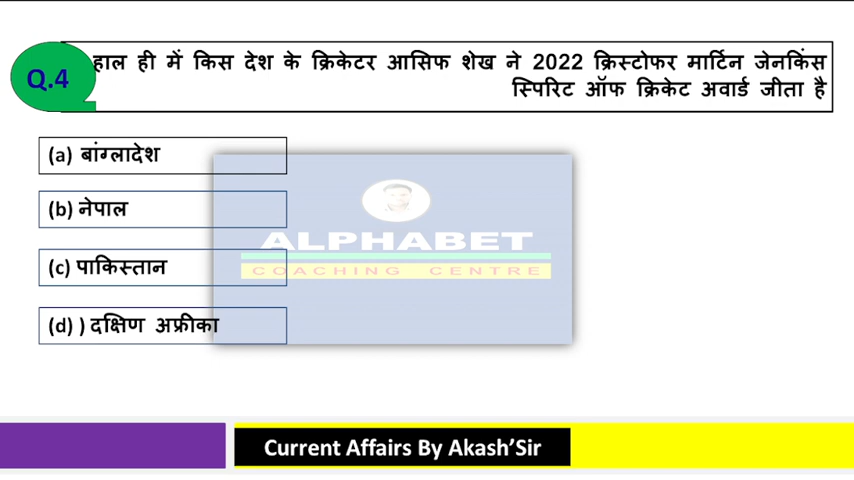 Q.4
हाल ही में किस देश के क्रिकेटर आसिफ शेख ने 2022 क्रिस्टोफर मार्टिन जेनकिंस
स्पिरिट ऑफ क्रिकेट अवार्ड जीता है
(a) बांग्लादेश
(b) नेपाल
ALPHABET
COACHING CENTRE
(c) पाकिस्तान
(d) ) दक्षिण अफ्रीका
Current Affairs By Akash’Sir